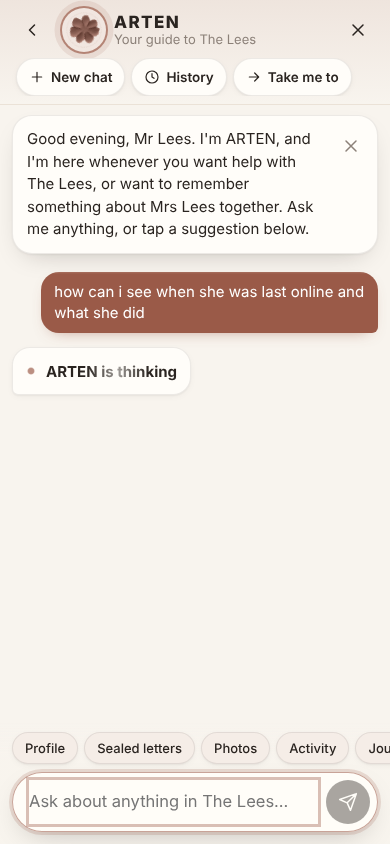 ARTEN
Your guide to The Lees
New chat
History
Take me to
Good evening, Mr Lees. I'm ARTEN, and
I'm here whenever you want help with
The Lees, or want to remember
something about Mrs Lees together. Ask
me anything, or tap a suggestion below.
how can i see when she was last online and
what she did
ARTEN is thinking
Profile
Sealed letters
Photos
Activity
Jou
Ask about anything in The Lees...